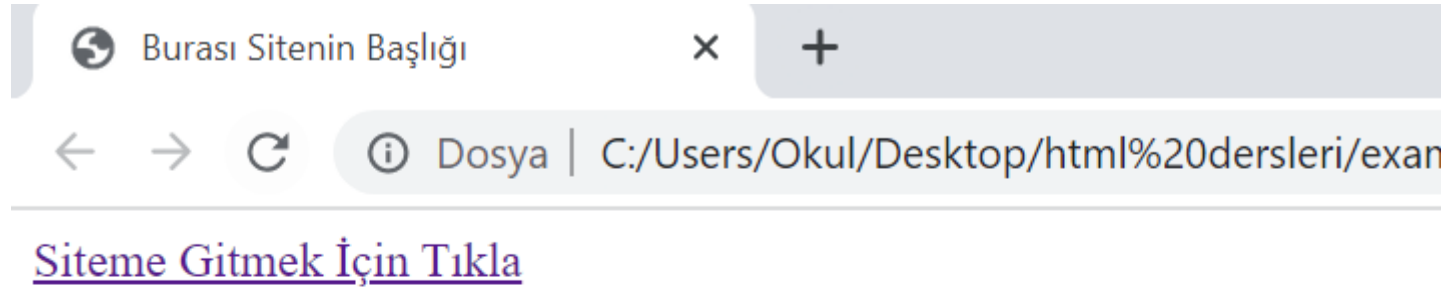 Burası Sitenin Başlığı
Dosya | C:/Users/Okul/Desktop/html%20dersleri/exan
Siteme Gitmek İçin Tıkla